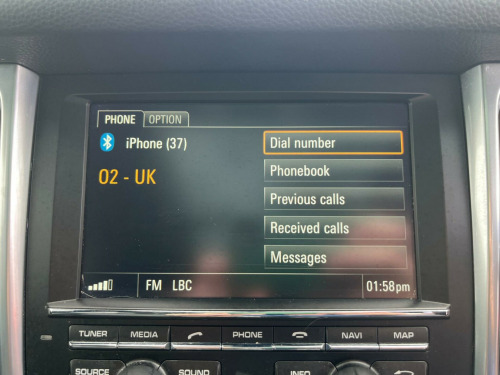 PHONE OPTION
iPhone (37)
O2 - UK
Dial number
Phonebook
Previous calls
Received calls
Messages
FM LBC
01:58pm
TUNER MEDIA PHONE NAVI MAP
SOURCE SOUND INFO